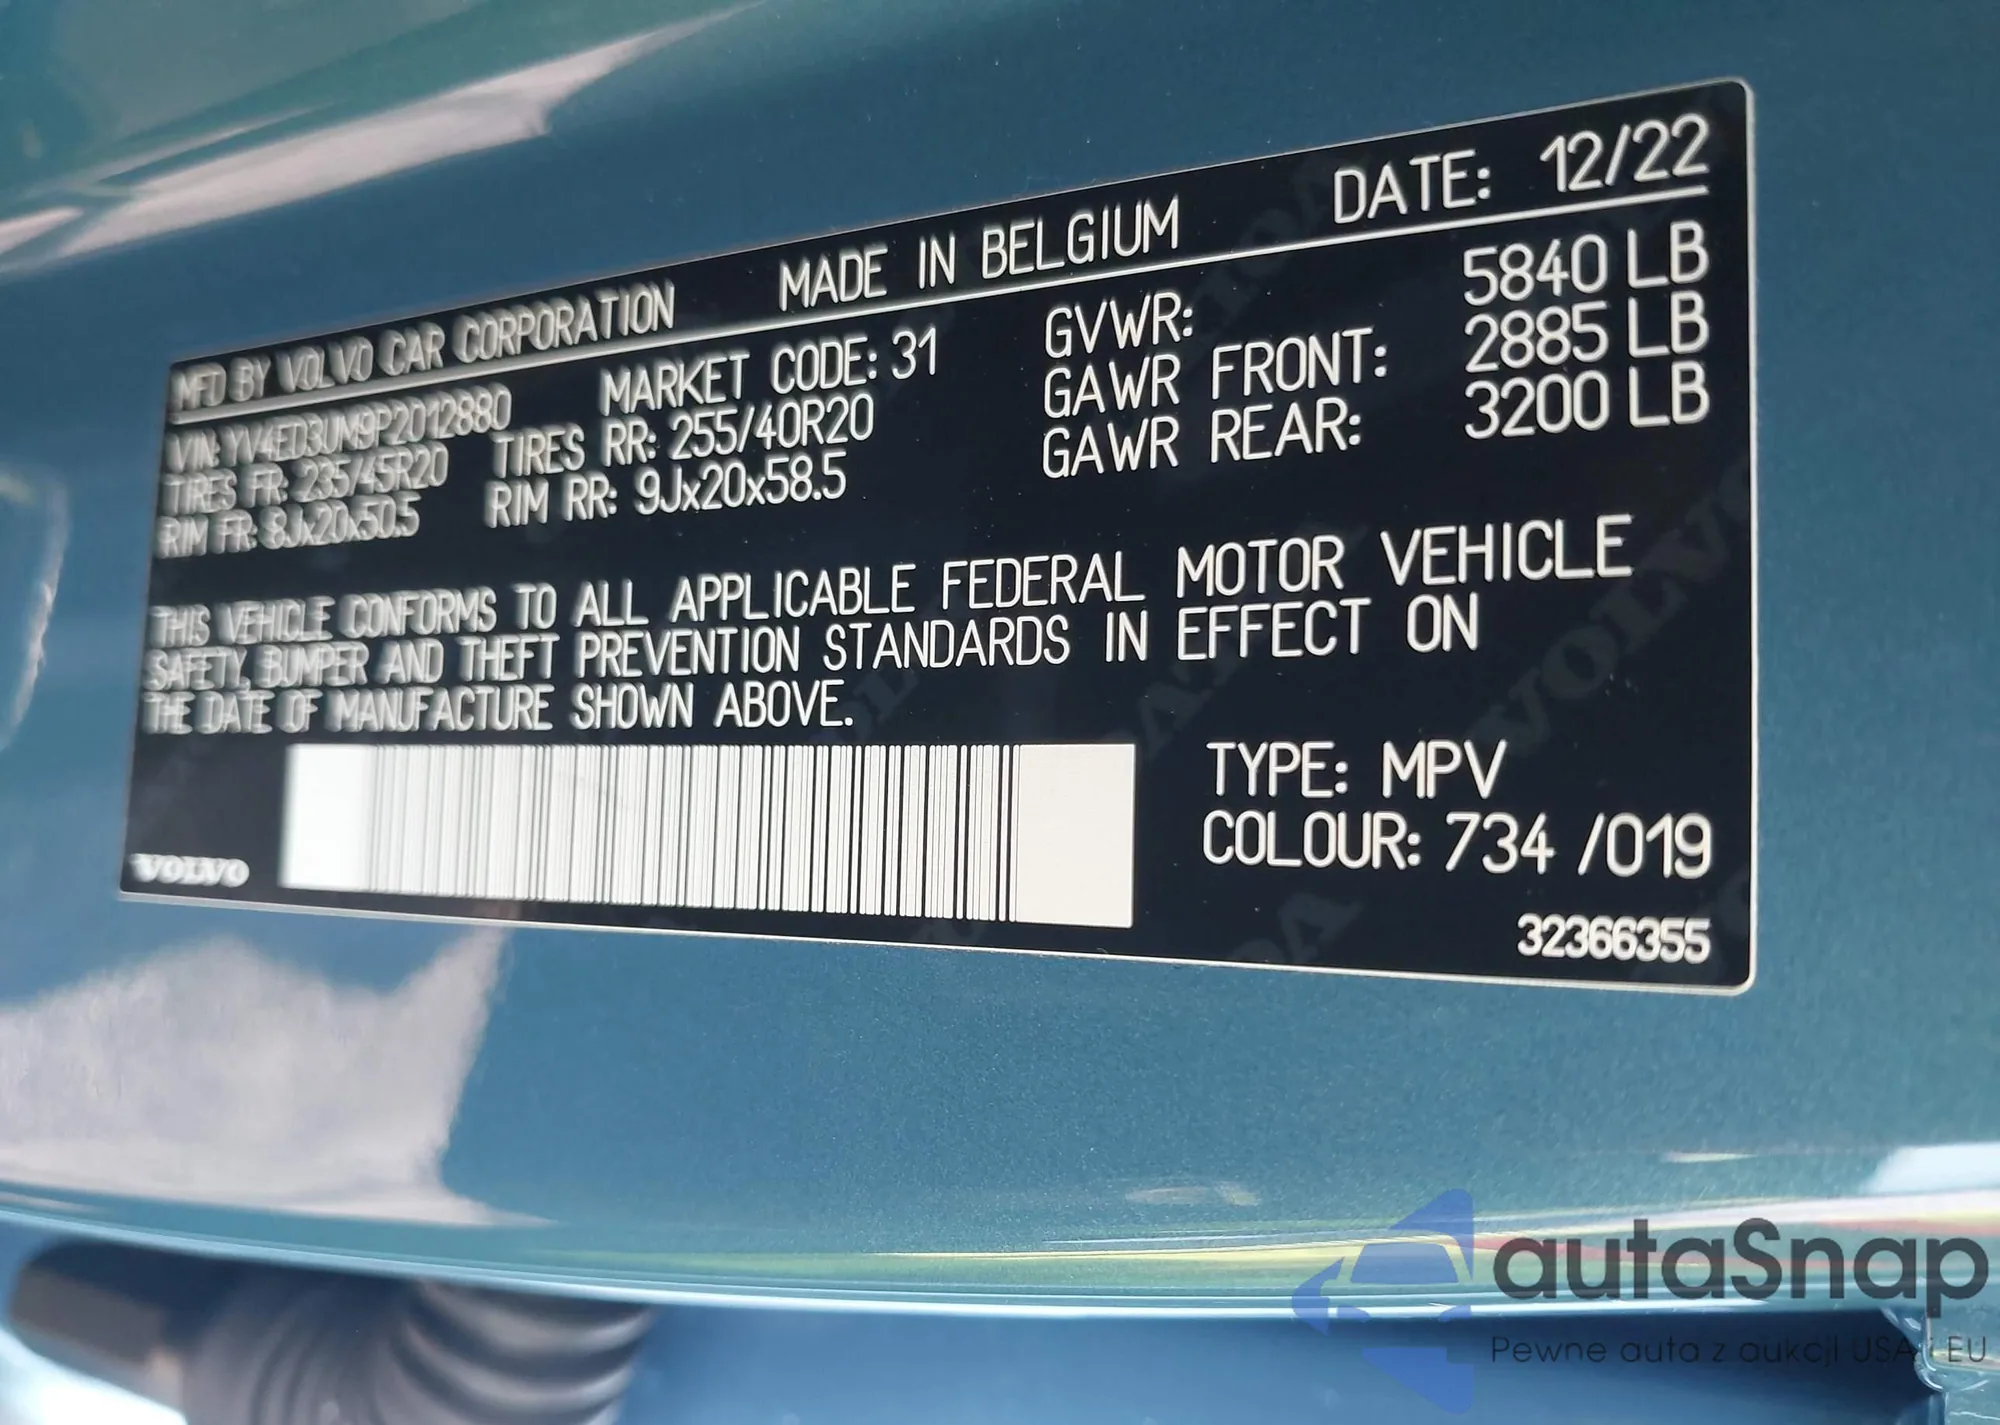 MFD BY VOLVO CAR CORPORATION MADE IN BELGIUM DATE: 12/22
VIN: YV4ED3UM9P2012880 MARKET CODE: 31 GVWR: 5840 LB
TIRES FR: 235/45R20 TIRES RR: 255/40R20 GAWR FRONT: 2885 LB
RIM FR: 8Jx20x50.5 RIM RR: 9Jx20x58.5 GAWR REAR: 3200 LB
THIS VEHICLE CONFORMS TO ALL APPLICABLE FEDERAL MOTOR VEHICLE
SAFETY, BUMPER AND THEFT PREVENTION STANDARDS IN EFFECT ON
THE DATE OF MANUFACTURE SHOWN ABOVE.
TYPE: MPV
COLOUR: 734 /019
VOLVO
32366355
autaSnap
Pewne auta z aukcji USA i EU